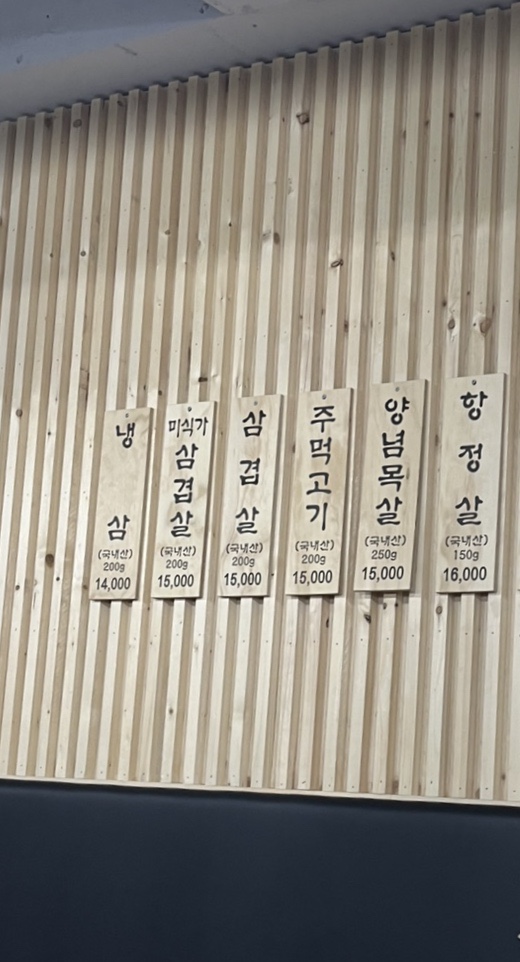 냉삼
(국내산)
200g
14,000
미식가
삼겹살
(국내산)
200g
15,000
삼겹살
(국내산)
200g
15,000
주먹고기
(국내산)
200g
15,000
양념목살
(국내산)
250g
15,000
항정살
(국내산)
150g
16,000